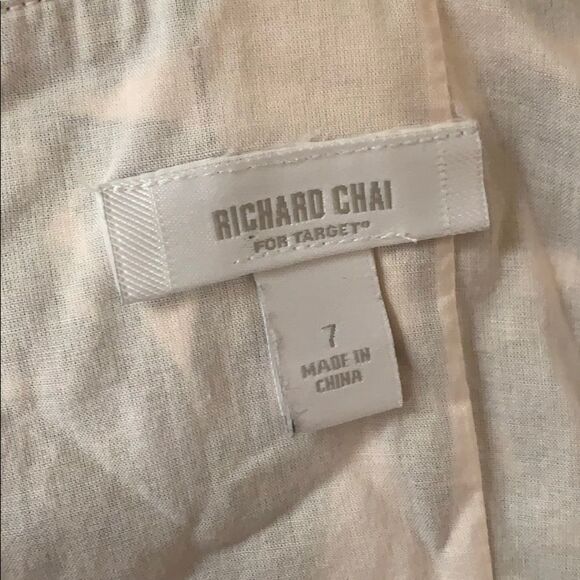 RICHARD CHAI
FOR TARGET®
7
MADE IN
CHINA